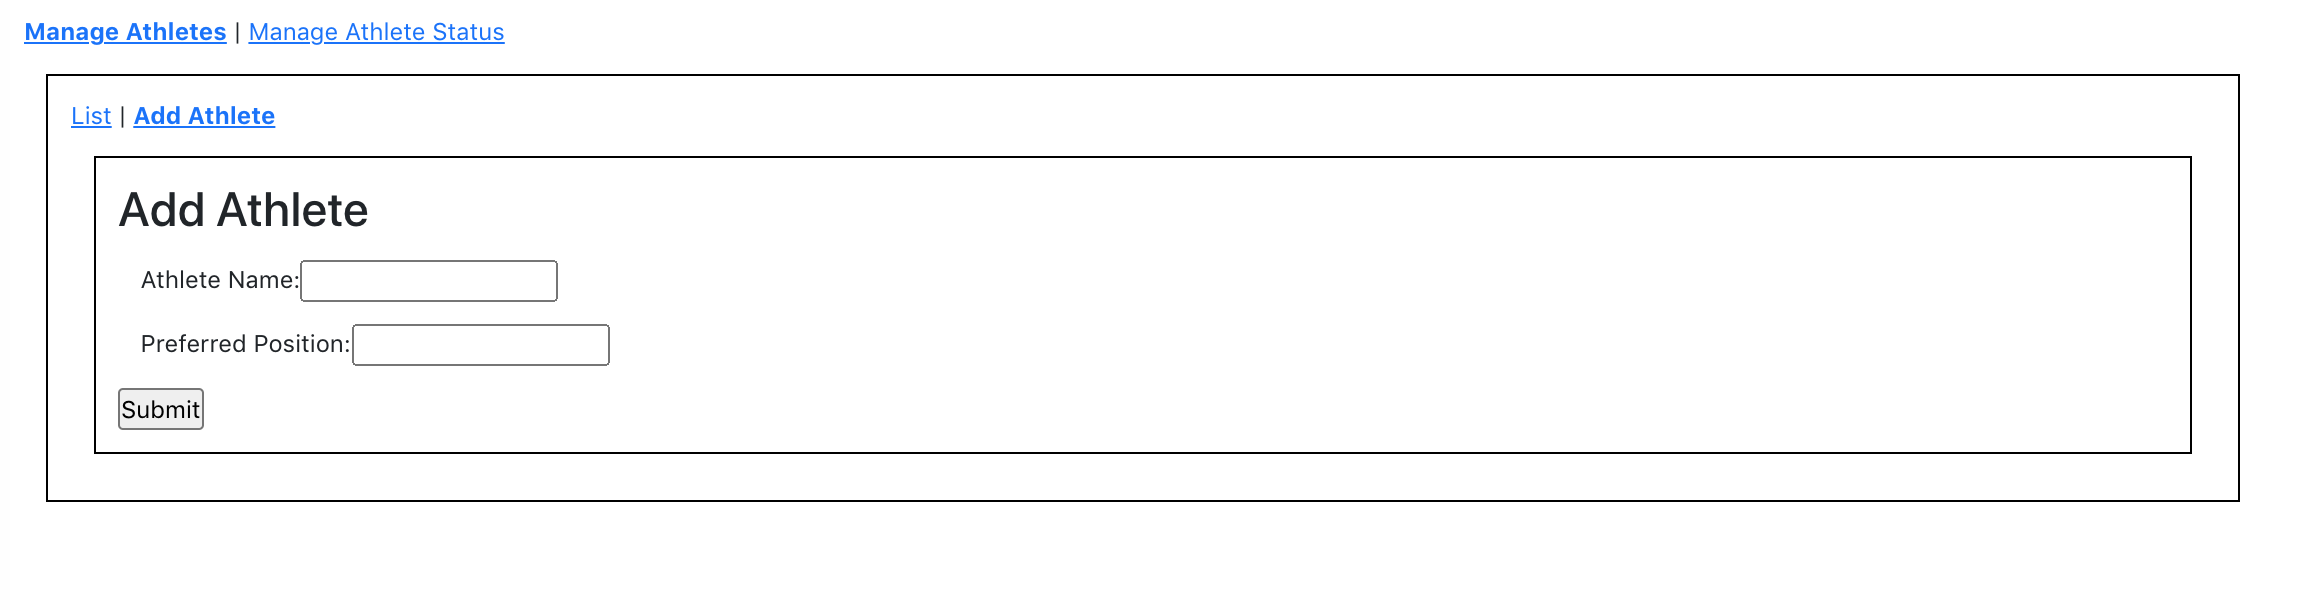 Manage Athletes | Manage Athlete Status
List | Add Athlete
Add Athlete
Athlete Name:
Preferred Position:
Submit